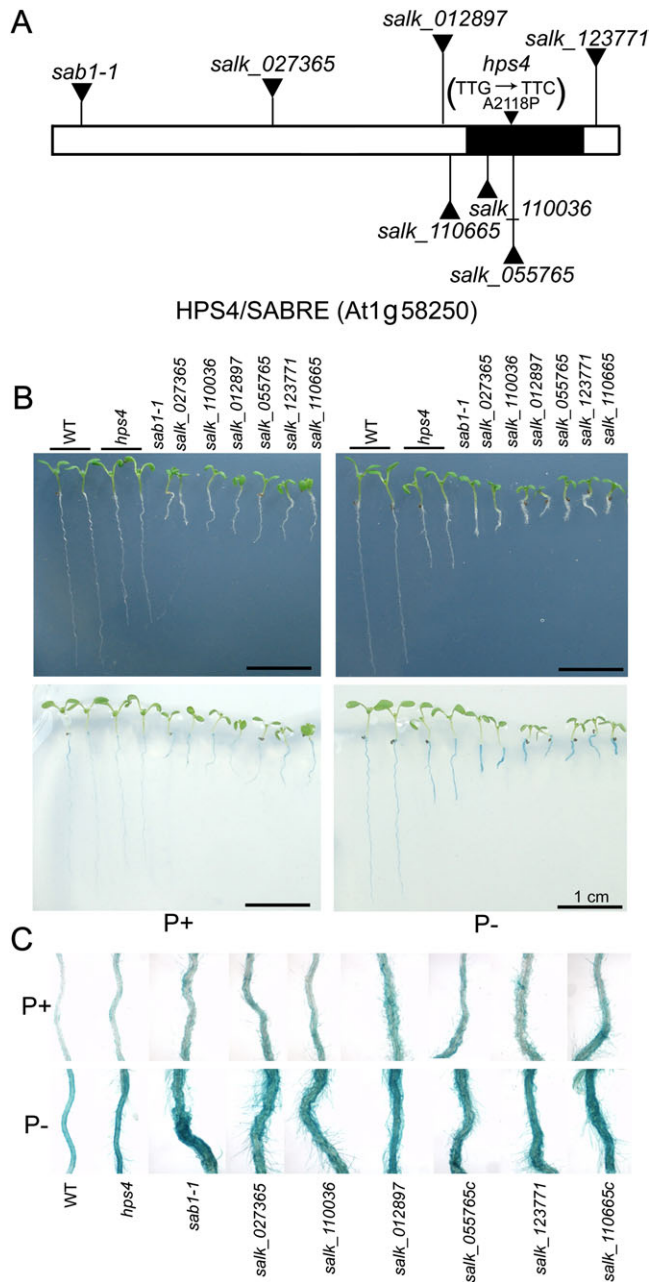 A
salk_012897
salk_123771
salk_027365
sab1-1
hps4
(TTG → TTC)
A2118P
salk_110036
salk_110665
salk_055765
HPS4/SABRE (At1g58250)
B
WT
hps4
sab1-1
salk_027365
salk_110036
salk_012897
salk_055765
salk_123771
salk_110665
WT
hps4
sab1-1
salk_027365
salk_110036
salk_012897
salk_055765
salk_123771
salk_110665
1 cm
P+ P-
C
P+
P-
WT
hps4
sab1-1
salk_027365
salk_110036
salk_012897
salk_055765c
salk_123771
salk_110665c